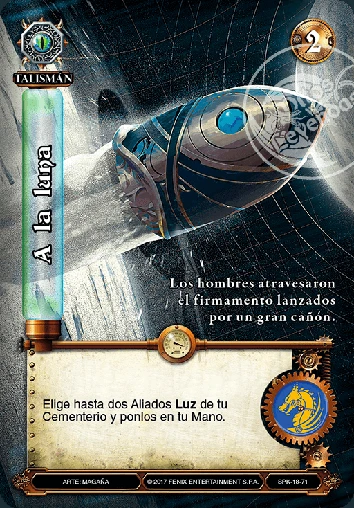 2
TALISMÁN
A la luna
Los hombres atravesaron
el firmamento lanzados
por un gran cañón.
Elige hasta dos Aliados Luz de tu
Cementerio y ponlos en tu Mano.
ARTE: MAGAÑA
© 2017 FENIX ENTERTAINMENT S.P.A.
SPK-18-71